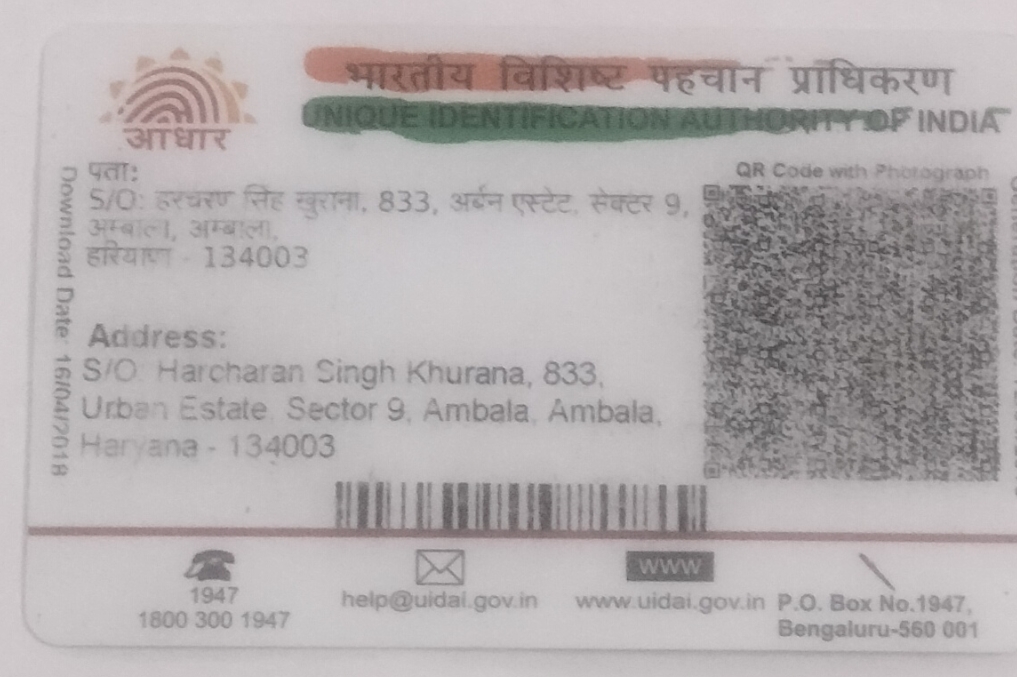 भारतीय विशिष्ट पहचान प्राधिकरण
UNIQUE IDENTIFICATION AUTHORITY OF INDIA
आधार
QR Code with Photograph
पता:
S/O: हरचरण सिंह खुराना, 833, अर्बन एस्टेट, सेक्टर 9,
अम्बाला, अम्बाला,
हरियाणा - 134003
Address:
S/O: Harcharan Singh Khurana, 833,
Urban Estate, Sector 9, Ambala, Ambala,
Haryana - 134003
Download Date: 16/04/2018
1947
1800 300 1947
help@uidai.gov.in
WWW
www.uidai.gov.in
P.O. Box No.1947,
Bengaluru-560 001